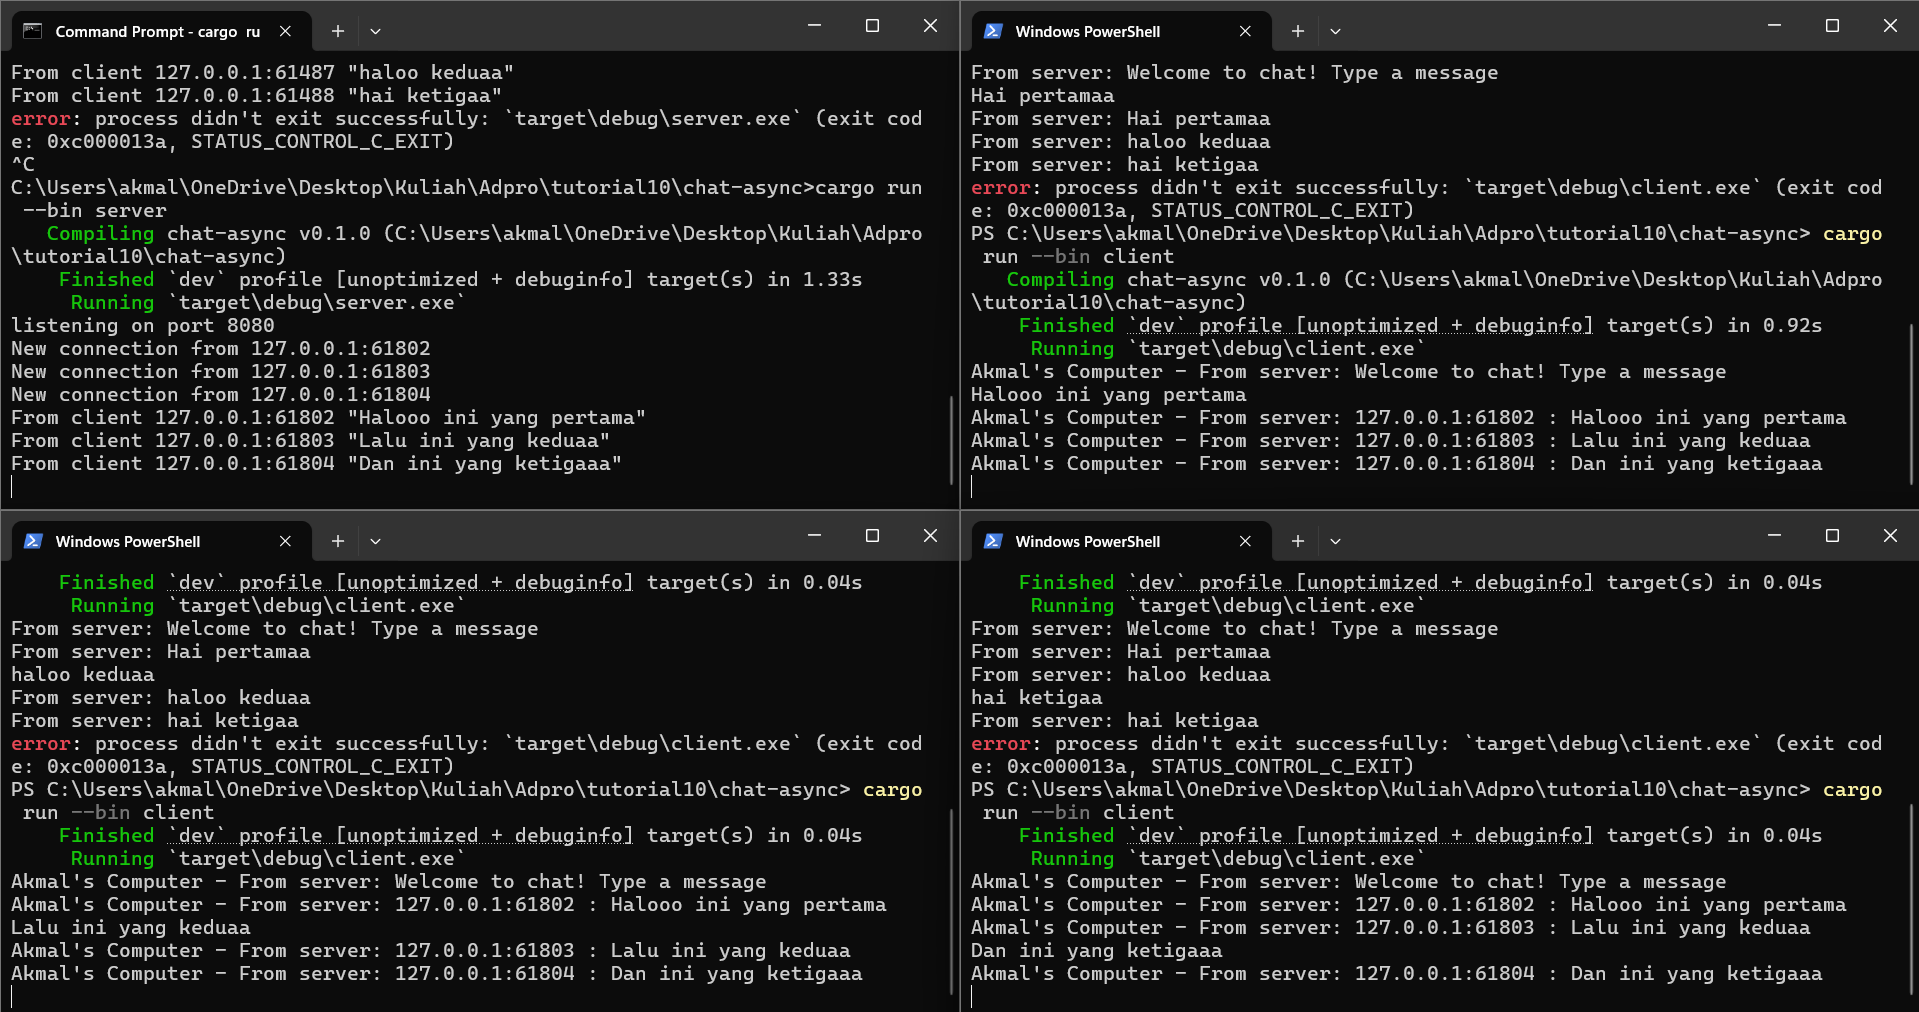 Command Prompt - cargo  ru
From client 127.0.0.1:61487 "haloo keduaa"
From client 127.0.0.1:61488 "hai ketigaa"
error: process didn't exit successfully: `target\debug\server.exe` (exit cod
e: 0xc000013a, STATUS_CONTROL_C_EXIT)
^C
C:\Users\akmal\OneDrive\Desktop\Kuliah\Adpro\tutorial10\chat-async>cargo run
 --bin server
   Compiling chat-async v0.1.0 (C:\Users\akmal\OneDrive\Desktop\Kuliah\Adpro
\tutorial10\chat-async)
    Finished `dev` profile [unoptimized + debuginfo] target(s) in 1.33s
     Running `target\debug\server.exe`
listening on port 8080
New connection from 127.0.0.1:61802
New connection from 127.0.0.1:61803
New connection from 127.0.0.1:61804
From client 127.0.0.1:61802 "Halooo ini yang pertama"
From client 127.0.0.1:61803 "Lalu ini yang keduaa"
From client 127.0.0.1:61804 "Dan ini yang ketigaaa"
Windows PowerShell
From server: Welcome to chat! Type a message
Hai pertamaa
From server: Hai pertamaa
From server: haloo keduaa
From server: hai ketigaa
error: process didn't exit successfully: `target\debug\client.exe` (exit cod
e: 0xc000013a, STATUS_CONTROL_C_EXIT)
PS C:\Users\akmal\OneDrive\Desktop\Kuliah\Adpro\tutorial10\chat-async> cargo
 run --bin client
   Compiling chat-async v0.1.0 (C:\Users\akmal\OneDrive\Desktop\Kuliah\Adpro
\tutorial10\chat-async)
    Finished `dev` profile [unoptimized + debuginfo] target(s) in 0.92s
     Running `target\debug\client.exe`
Akmal's Computer - From server: Welcome to chat! Type a message
Halooo ini yang pertama
Akmal's Computer - From server: 127.0.0.1:61802 : Halooo ini yang pertama
Akmal's Computer - From server: 127.0.0.1:61803 : Lalu ini yang keduaa
Akmal's Computer - From server: 127.0.0.1:61804 : Dan ini yang ketigaaa
Windows PowerShell
    Finished `dev` profile [unoptimized + debuginfo] target(s) in 0.04s
     Running `target\debug\client.exe`
From server: Welcome to chat! Type a message
From server: Hai pertamaa
haloo keduaa
From server: haloo keduaa
From server: hai ketigaa
error: process didn't exit successfully: `target\debug\client.exe` (exit cod
e: 0xc000013a, STATUS_CONTROL_C_EXIT)
PS C:\Users\akmal\OneDrive\Desktop\Kuliah\Adpro\tutorial10\chat-async> cargo
 run --bin client
    Finished `dev` profile [unoptimized + debuginfo] target(s) in 0.04s
     Running `target\debug\client.exe`
Akmal's Computer - From server: Welcome to chat! Type a message
Akmal's Computer - From server: 127.0.0.1:61802 : Halooo ini yang pertama
Lalu ini yang keduaa
Akmal's Computer - From server: 127.0.0.1:61803 : Lalu ini yang keduaa
Akmal's Computer - From server: 127.0.0.1:61804 : Dan ini yang ketigaaa
Windows PowerShell
    Finished `dev` profile [unoptimized + debuginfo] target(s) in 0.04s
     Running `target\debug\client.exe`
From server: Welcome to chat! Type a message
From server: Hai pertamaa
From server: haloo keduaa
hai ketigaa
From server: hai ketigaa
error: process didn't exit successfully: `target\debug\client.exe` (exit cod
e: 0xc000013a, STATUS_CONTROL_C_EXIT)
PS C:\Users\akmal\OneDrive\Desktop\Kuliah\Adpro\tutorial10\chat-async> cargo
 run --bin client
    Finished `dev` profile [unoptimized + debuginfo] target(s) in 0.04s
     Running `target\debug\client.exe`
Akmal's Computer - From server: Welcome to chat! Type a message
Akmal's Computer - From server: 127.0.0.1:61802 : Halooo ini yang pertama
Akmal's Computer - From server: 127.0.0.1:61803 : Lalu ini yang keduaa
Dan ini yang ketigaaa
Akmal's Computer - From server: 127.0.0.1:61804 : Dan ini yang ketigaaa